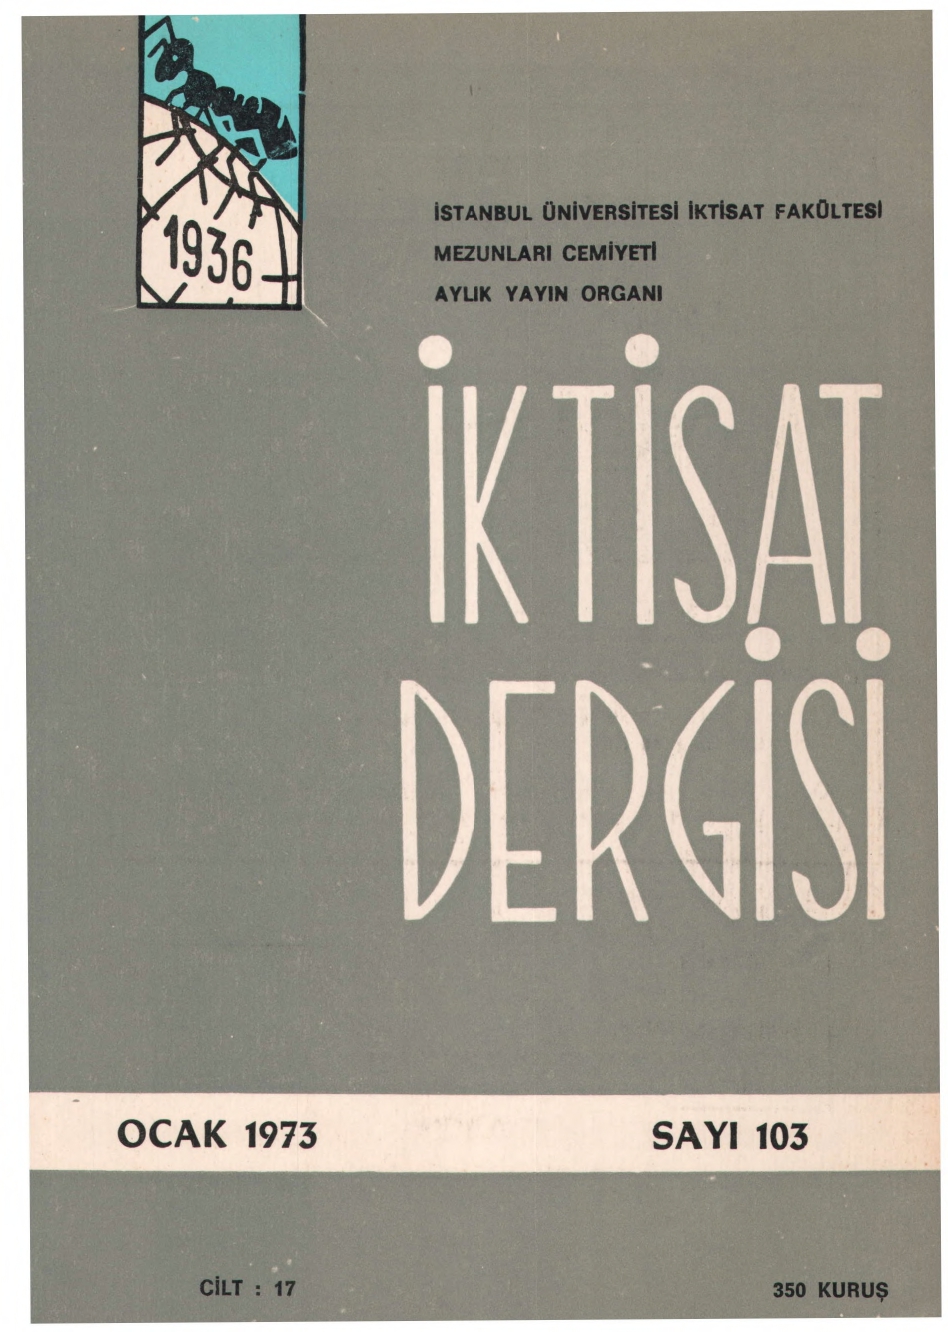 1936
İSTANBUL ÜNİVERSİTESİ İKTİSAT FAKÜLTESİ
MEZUNLARI CEMİYETİ
AYLIK YAYIN ORGANI
İKTİSAT
DERGİSİ
OCAK 1973 SAYI 103
CİLT : 17 350 KURUŞ